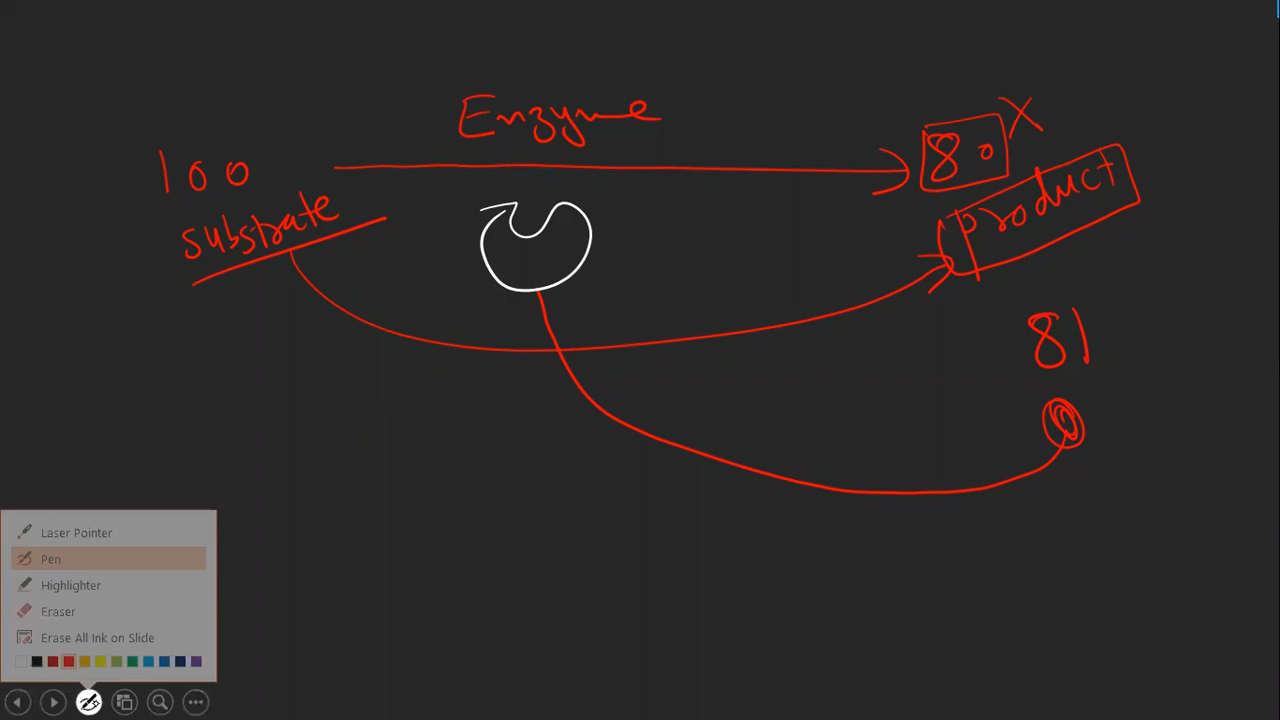 Enzyme
100
80 X
substrate
product
81
Laser Pointer
Pen
Highlighter
Eraser
Erase All Ink on Slide